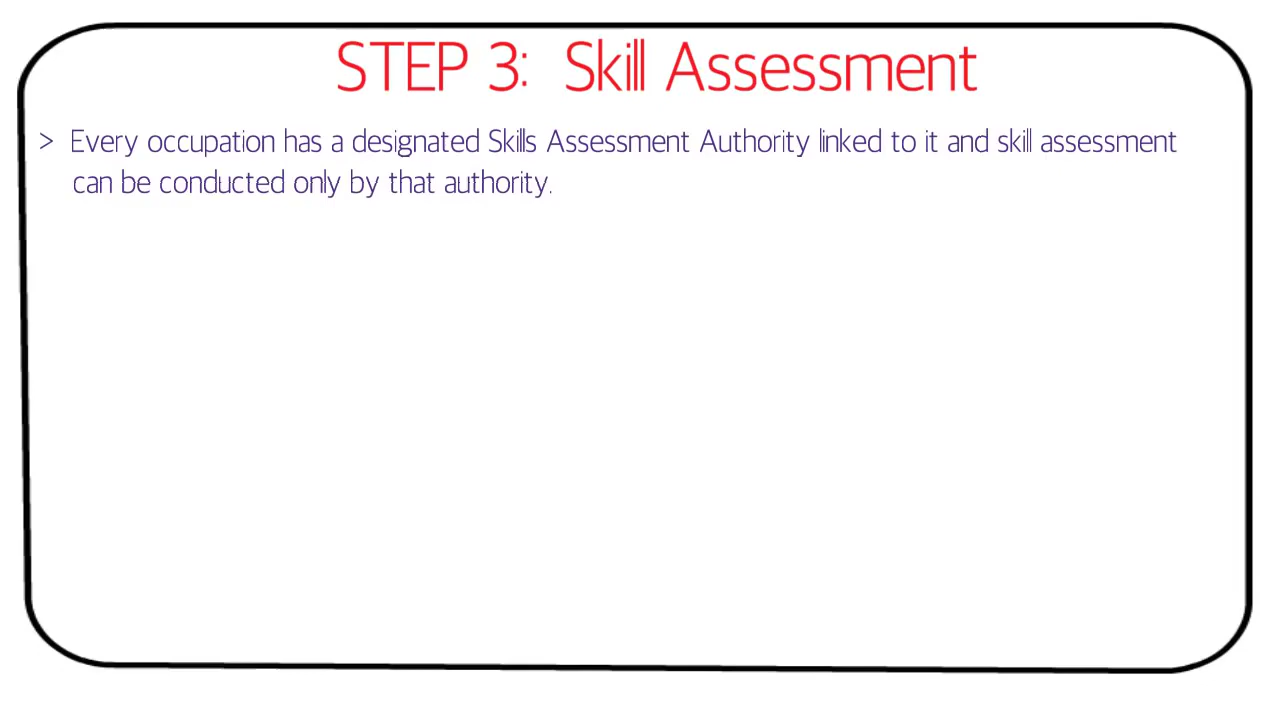 STEP 3: Skill Assessment
> Every occupation has a designated Skills Assessment Authority linked to it and skill assessment
can be conducted only by that authority.